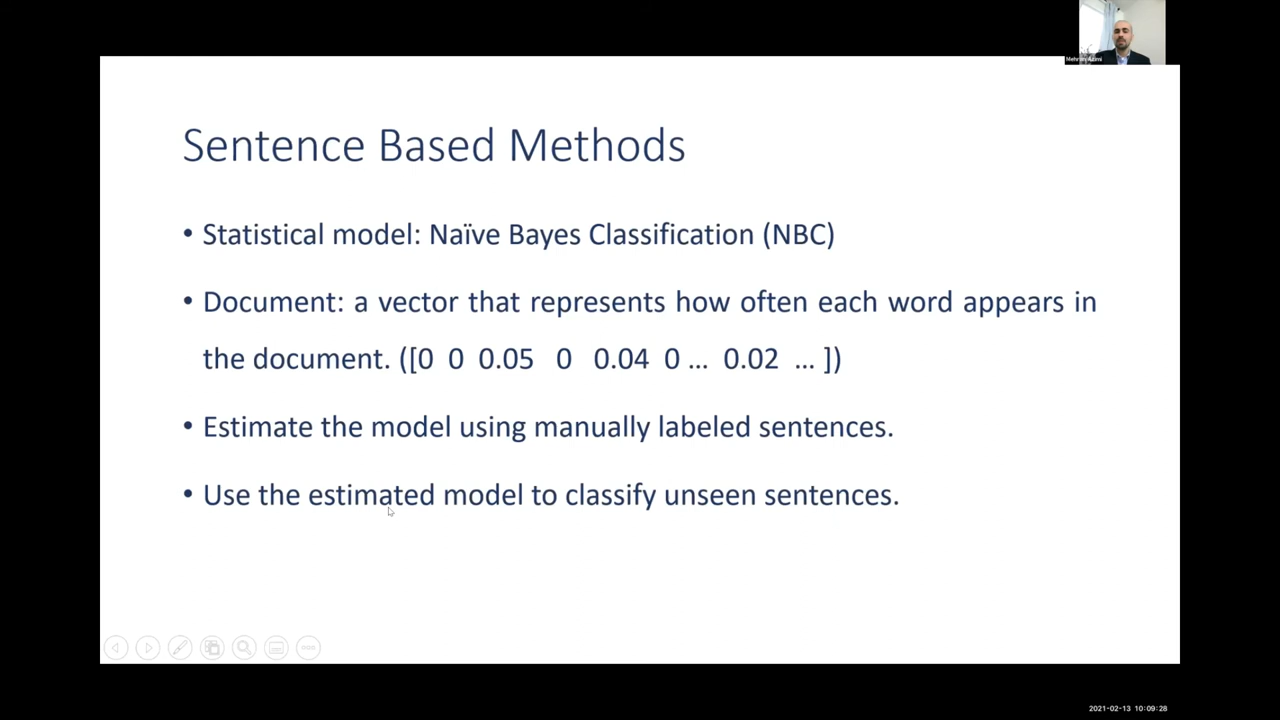 Mehran Azimi
Sentence Based Methods
• Statistical model: Naïve Bayes Classification (NBC)
• Document: a vector that represents how often each word appears in
the document. ([0 0 0.05 0 0.04 0 ... 0.02 ... ])
• Estimate the model using manually labeled sentences.
• Use the estimated model to classify unseen sentences.
2021-02-13 10:09:28